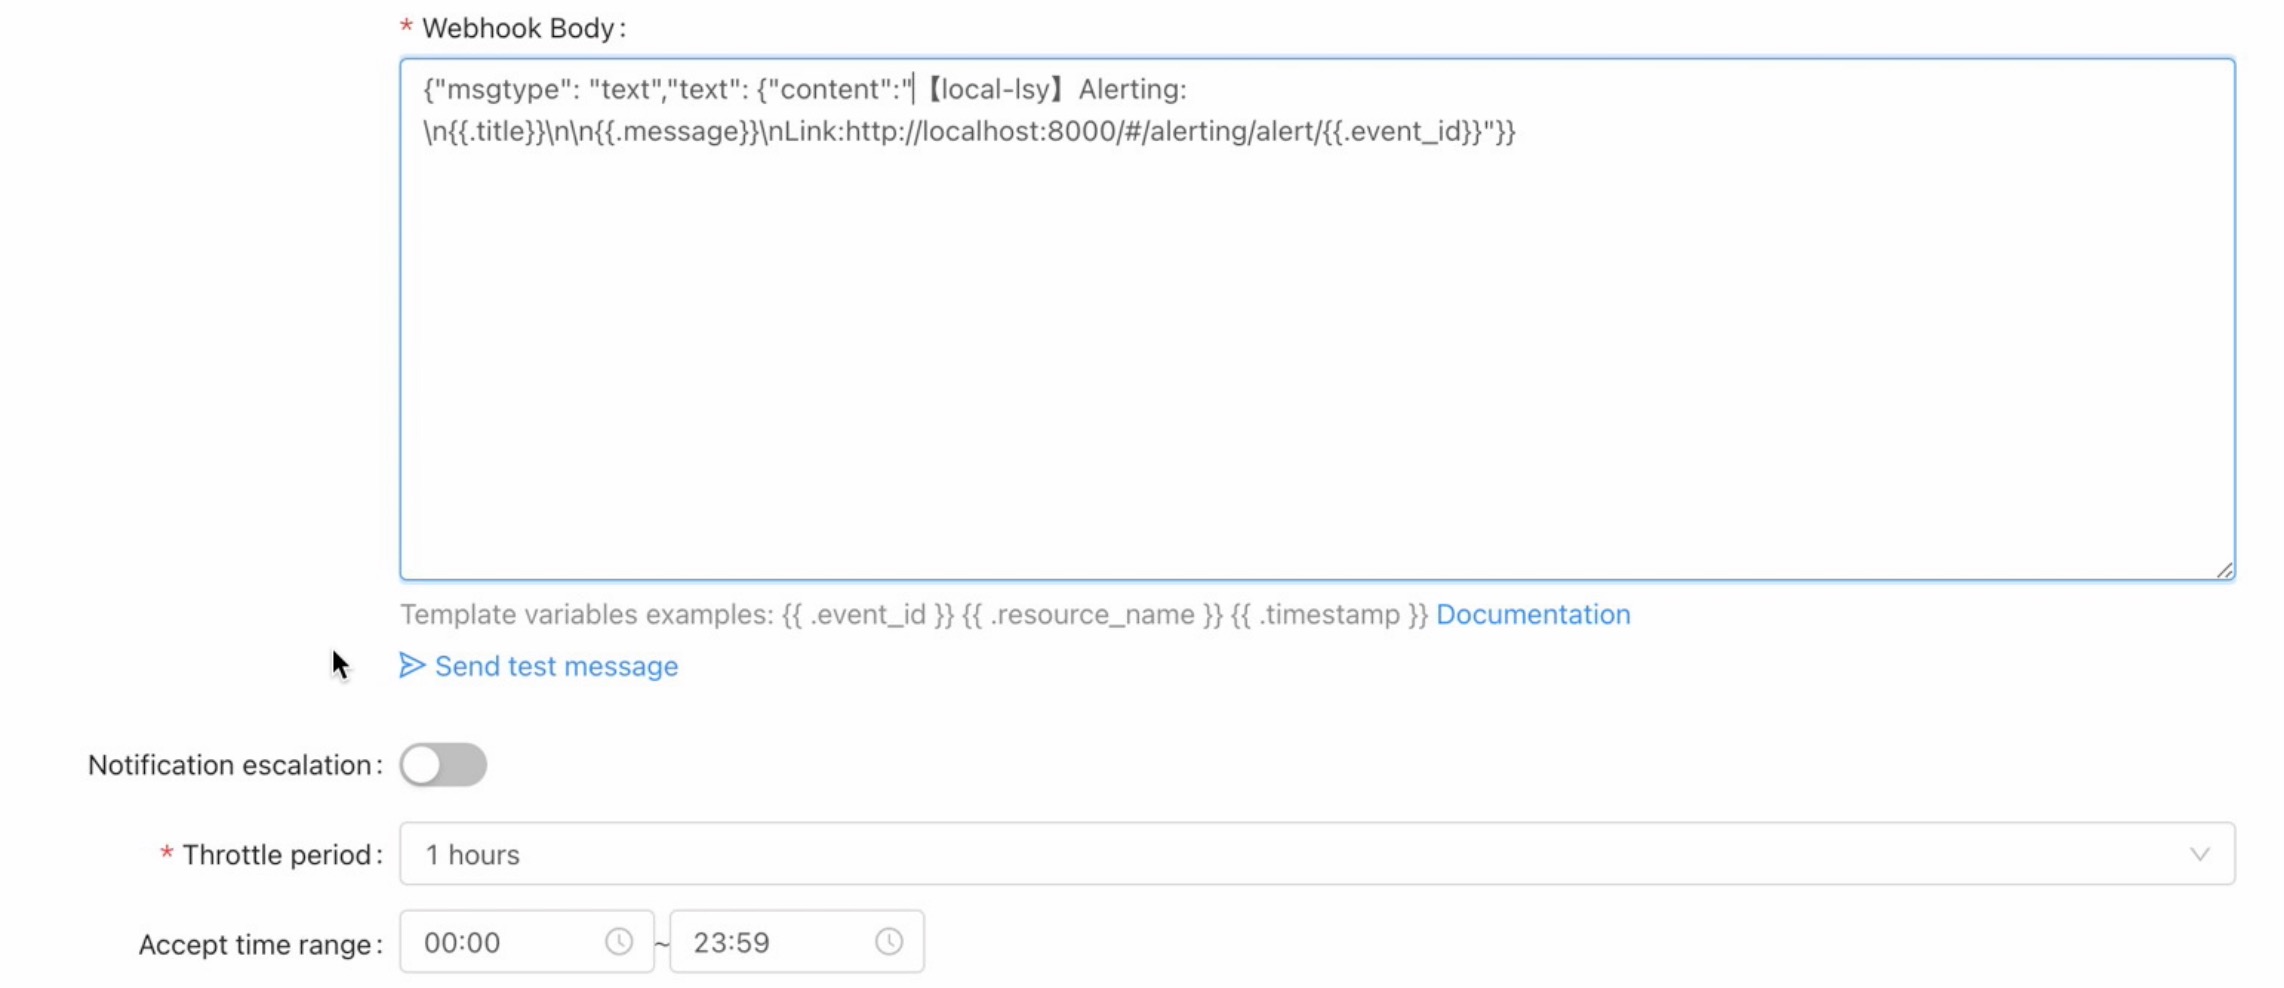 * Webhook Body:
{"msgtype": "text","text": {"content":"【local-lsy】Alerting:
\n{{.title}}\n\n{{.message}}\nLink:http://localhost:8000/#/alerting/alert/{{.event_id}}"}}
Template variables examples: {{ .event_id }} {{ .resource_name }} {{ .timestamp }} Documentation
Send test message
Notification escalation:
* Throttle period: 1 hours
Accept time range: 00:00 ~ 23:59